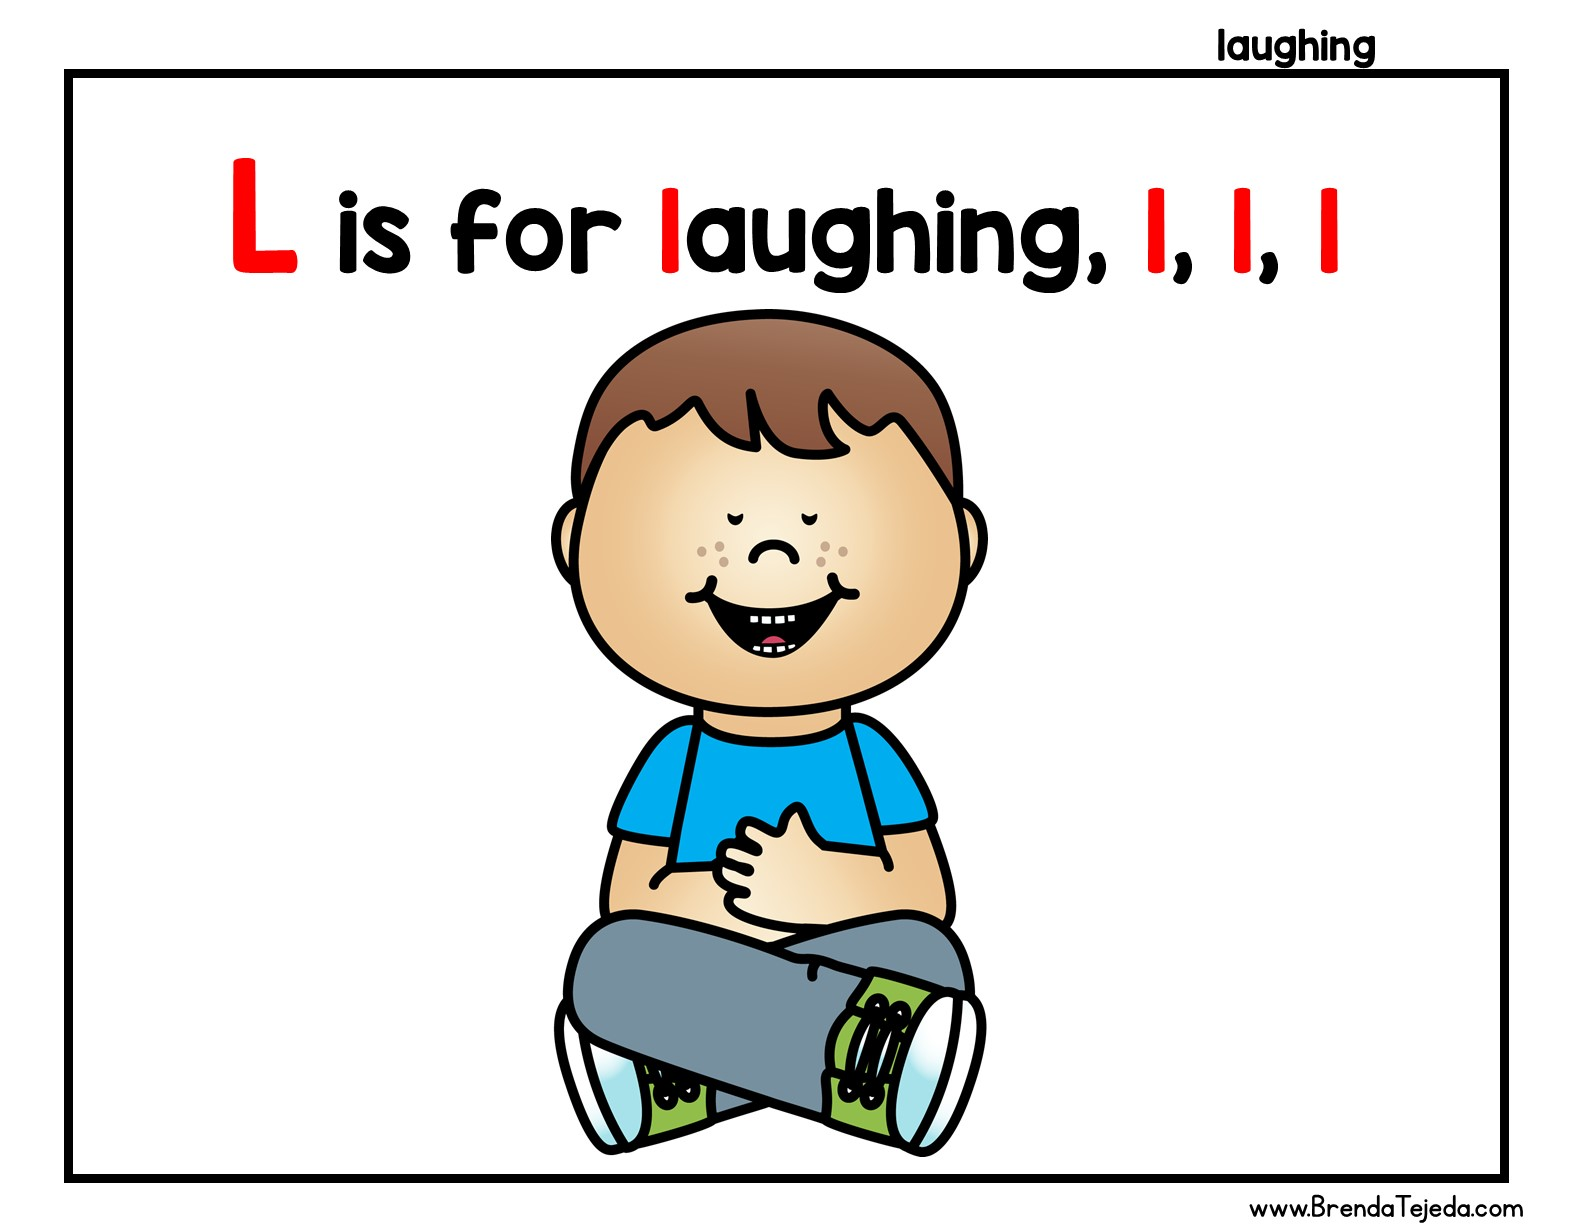 laughing
L is for laughing, l, l, l
www.BrendaTejeda.com